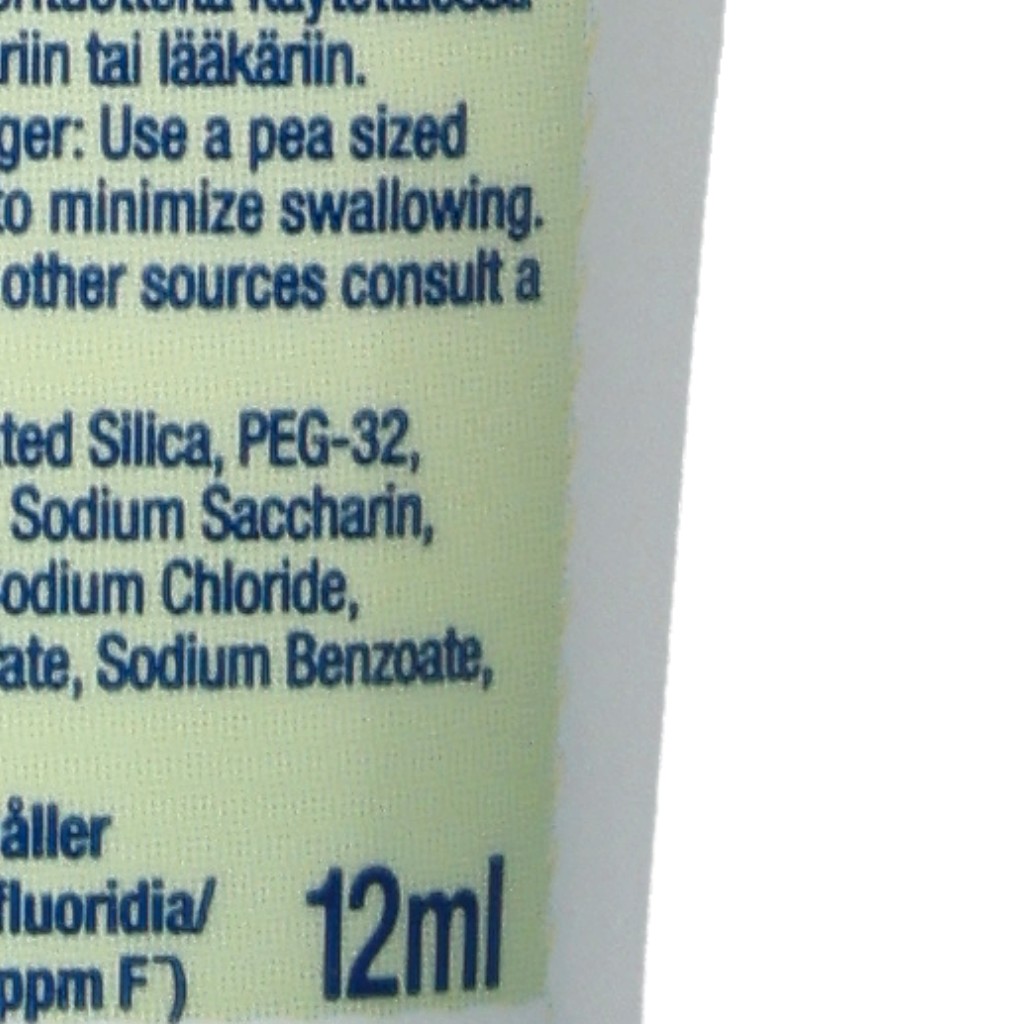 riin tai lääkäriin.
ger: Use a pea sized
to minimize swallowing.
other sources consult a
ted Silica, PEG-32,
Sodium Saccharin,
odium Chloride,
ate, Sodium Benzoate,
åller
fluoridia/
ppm F⁻)
12ml